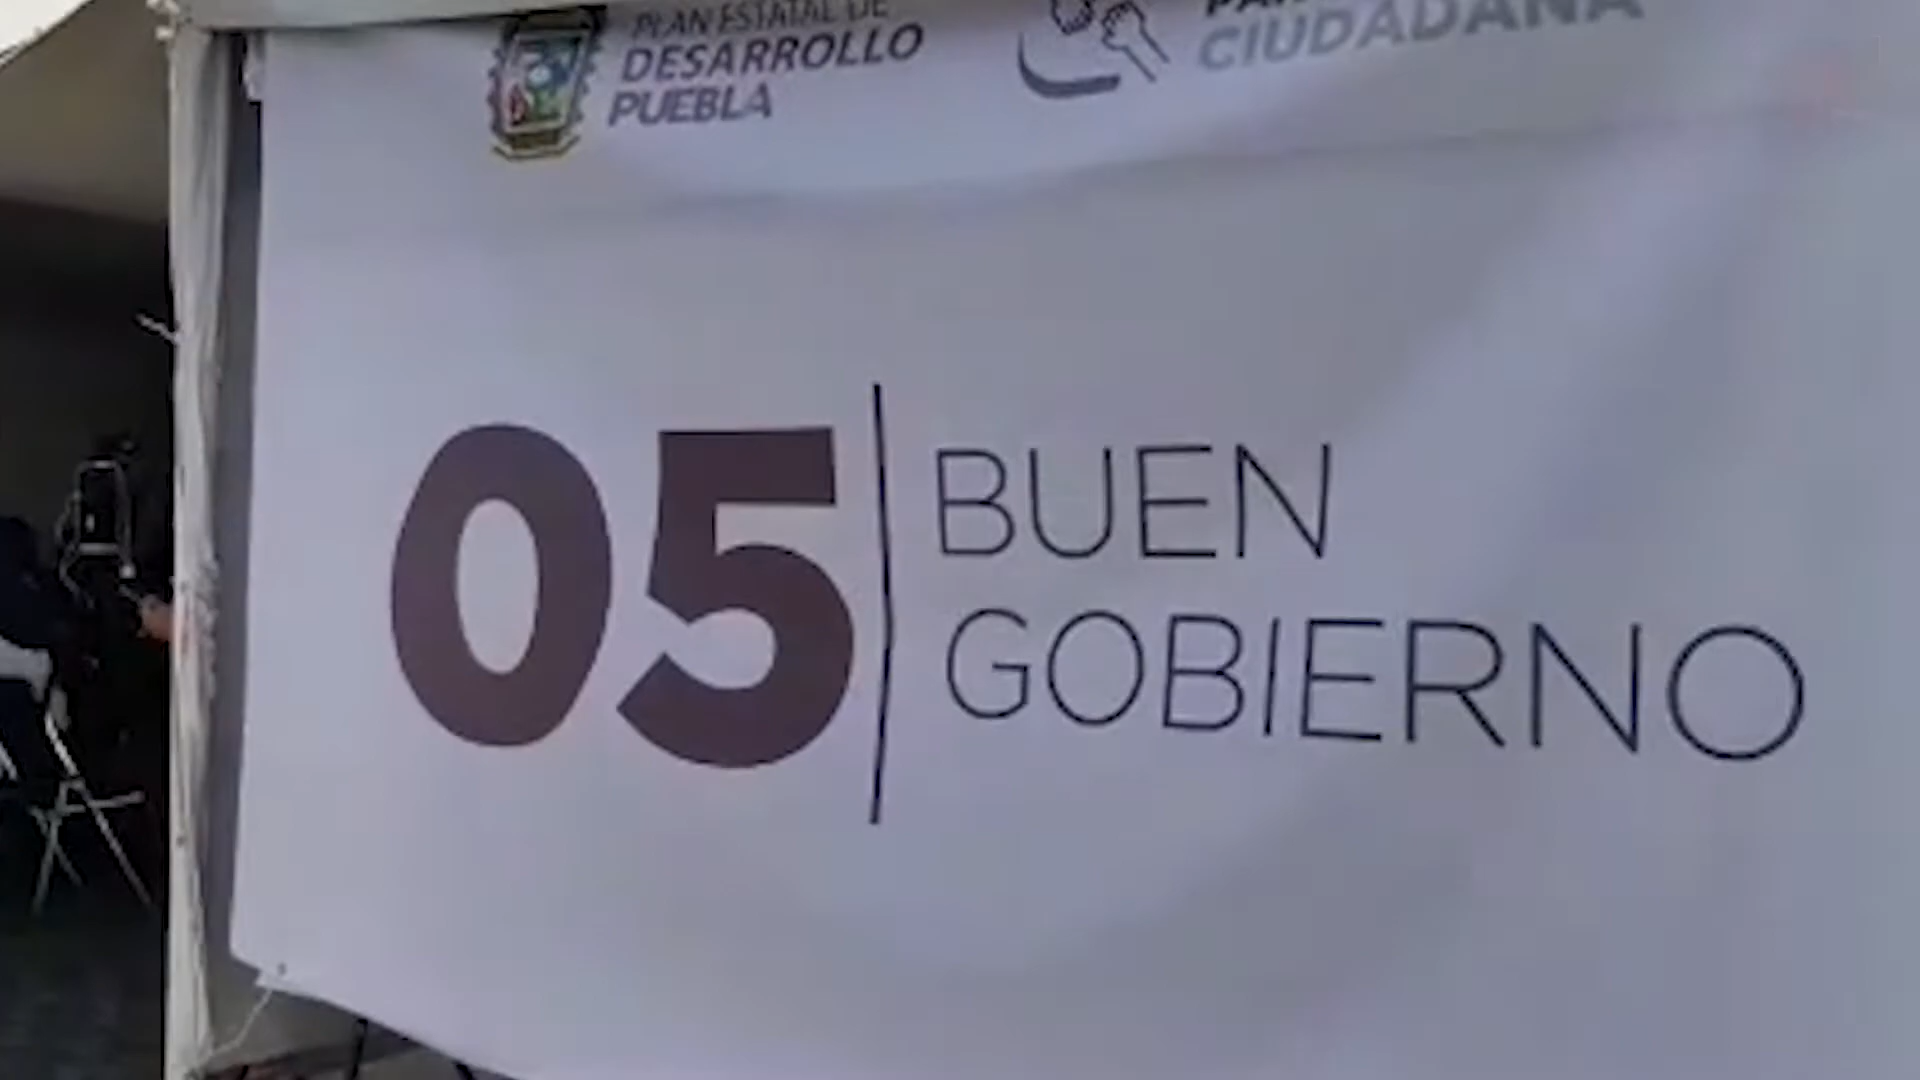 PLAN ESTATAL DE
DESARROLLO
PUEBLA
CIUDADANA
05
BUEN
GOBIERNO